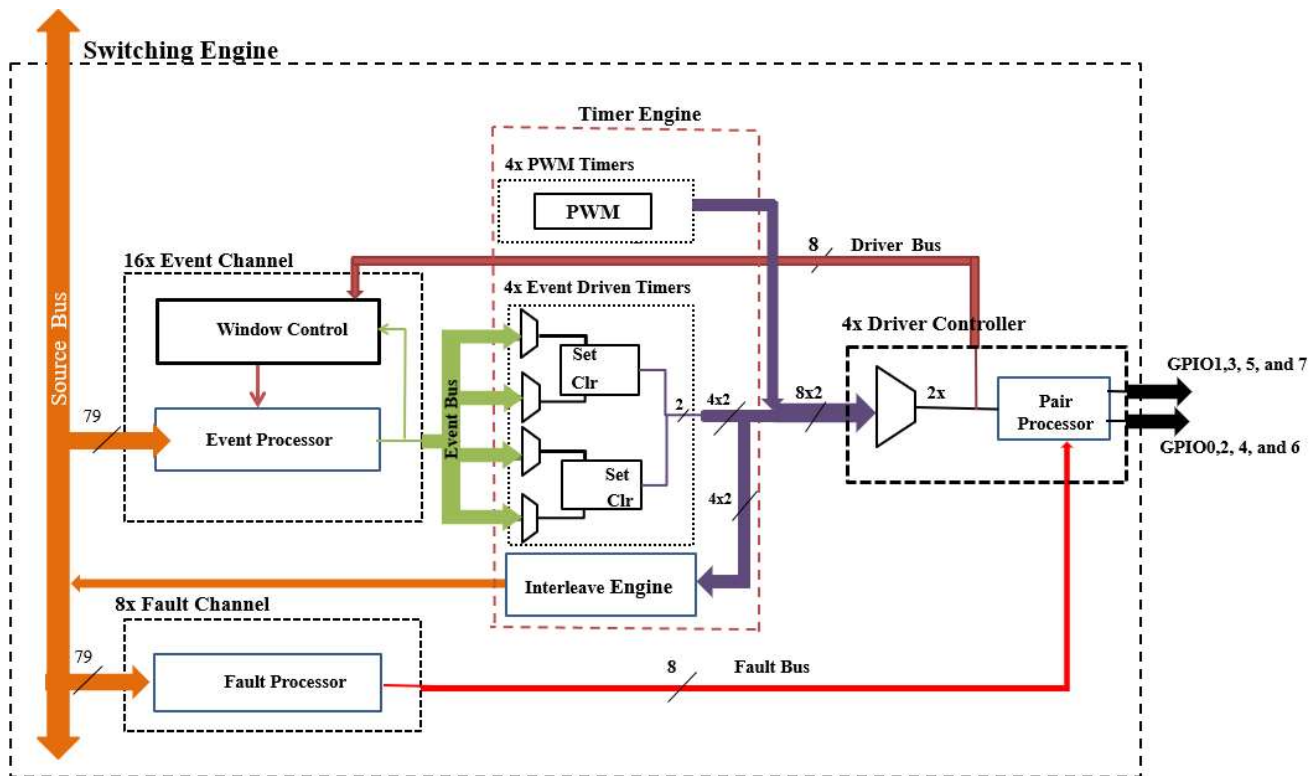 Switching Engine
Timer Engine
4x PWM Timers
PWM
8
Driver Bus
16x Event Channel
4x Event Driven Timers
Window Control
4x Driver Controller
Set
Clr
GPIO1,3, 5, and 7
Source Bus
Event Bus
2x
Pair
Processor
79
Event Processor
2
4x2
8x2
GPIO0,2, 4, and 6
Set
Clr
4x2
Interleave Engine
8x Fault Channel
79
Fault Processor
8
Fault Bus